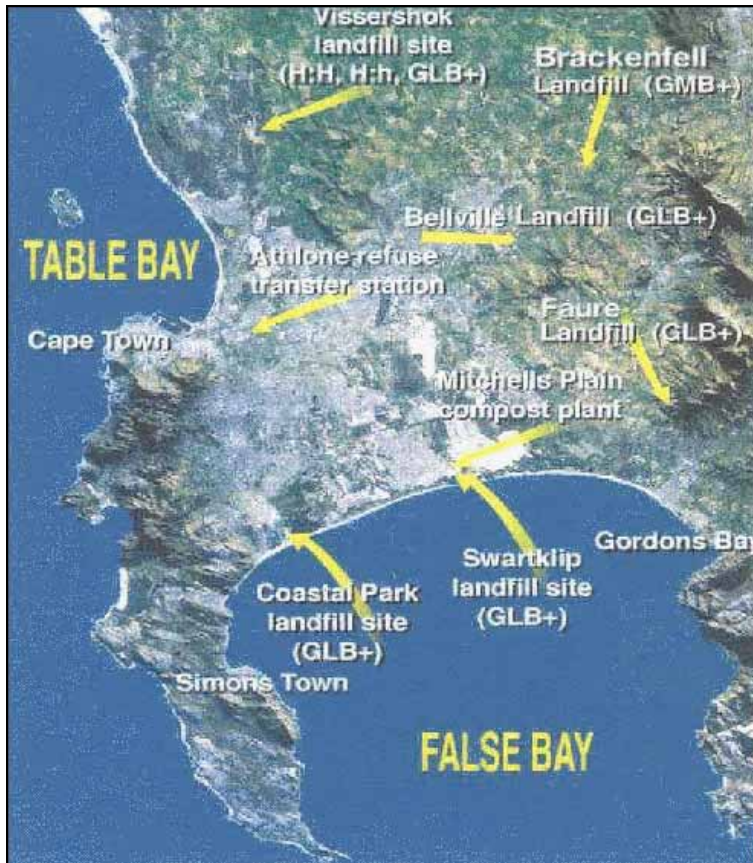 Vissershok
landfill site
(H:H, H:h, GLB+)
Brackenfell
Landfill (GMB+)
Bellville Landfill (GLB+)
TABLE BAY
Athlone refuse
transfer station
Faure
Landfill (GLB+)
Cape Town
Mitchells Plain
compost plant
Gordons Bay
Swartklip
landfill site
(GLB+)
Coastal Park
landfill site
(GLB+)
Simons Town
FALSE BAY